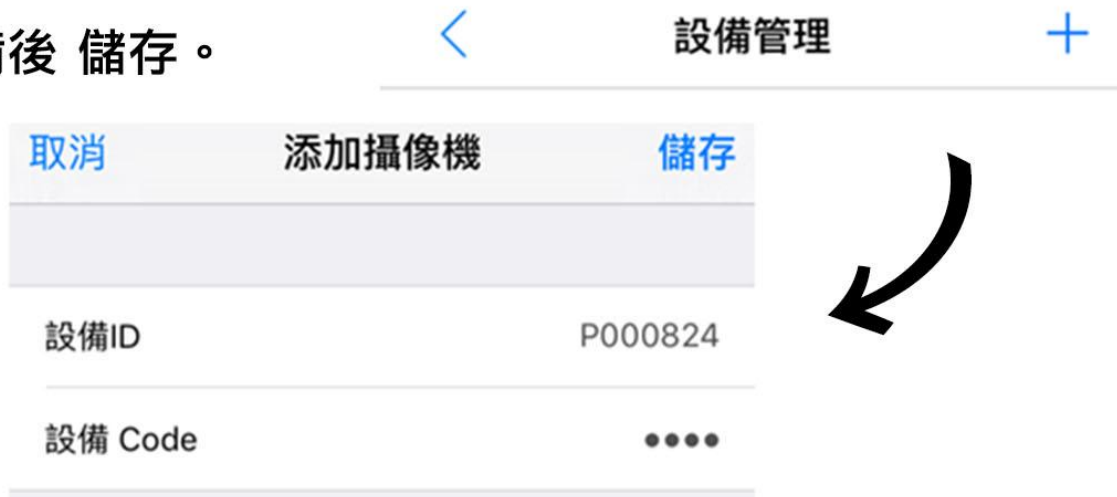 後 儲存。
設備管理
取消 添加攝像機 儲存
設備ID P000824
設備 Code ••••